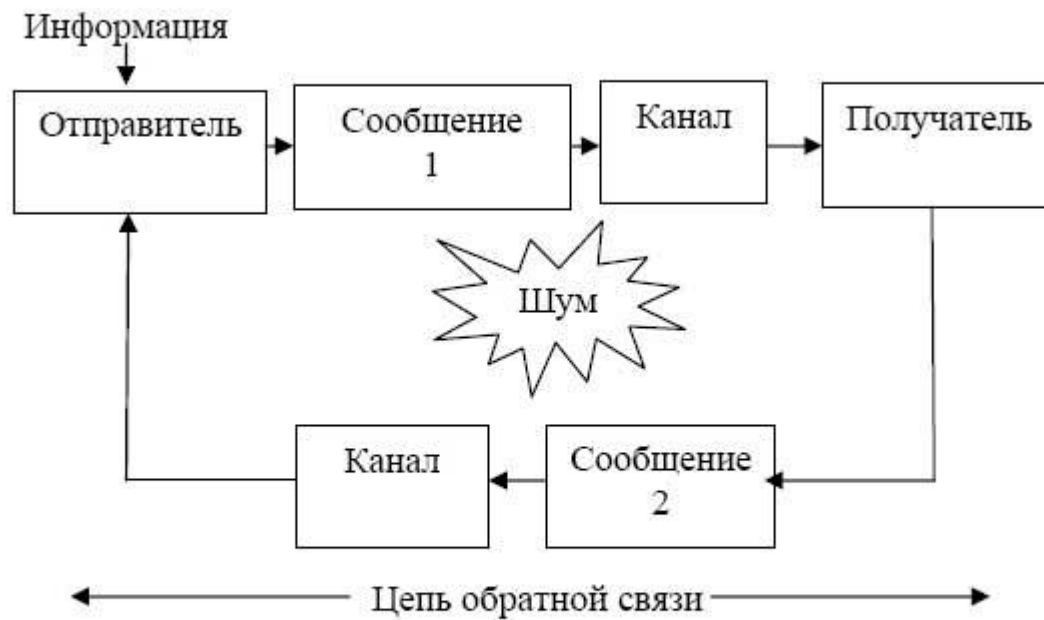 Информация
Отправитель
Сообщение
1
Канал
Получатель
Шум
Канал
Сообщение
2
Цепь обратной связи